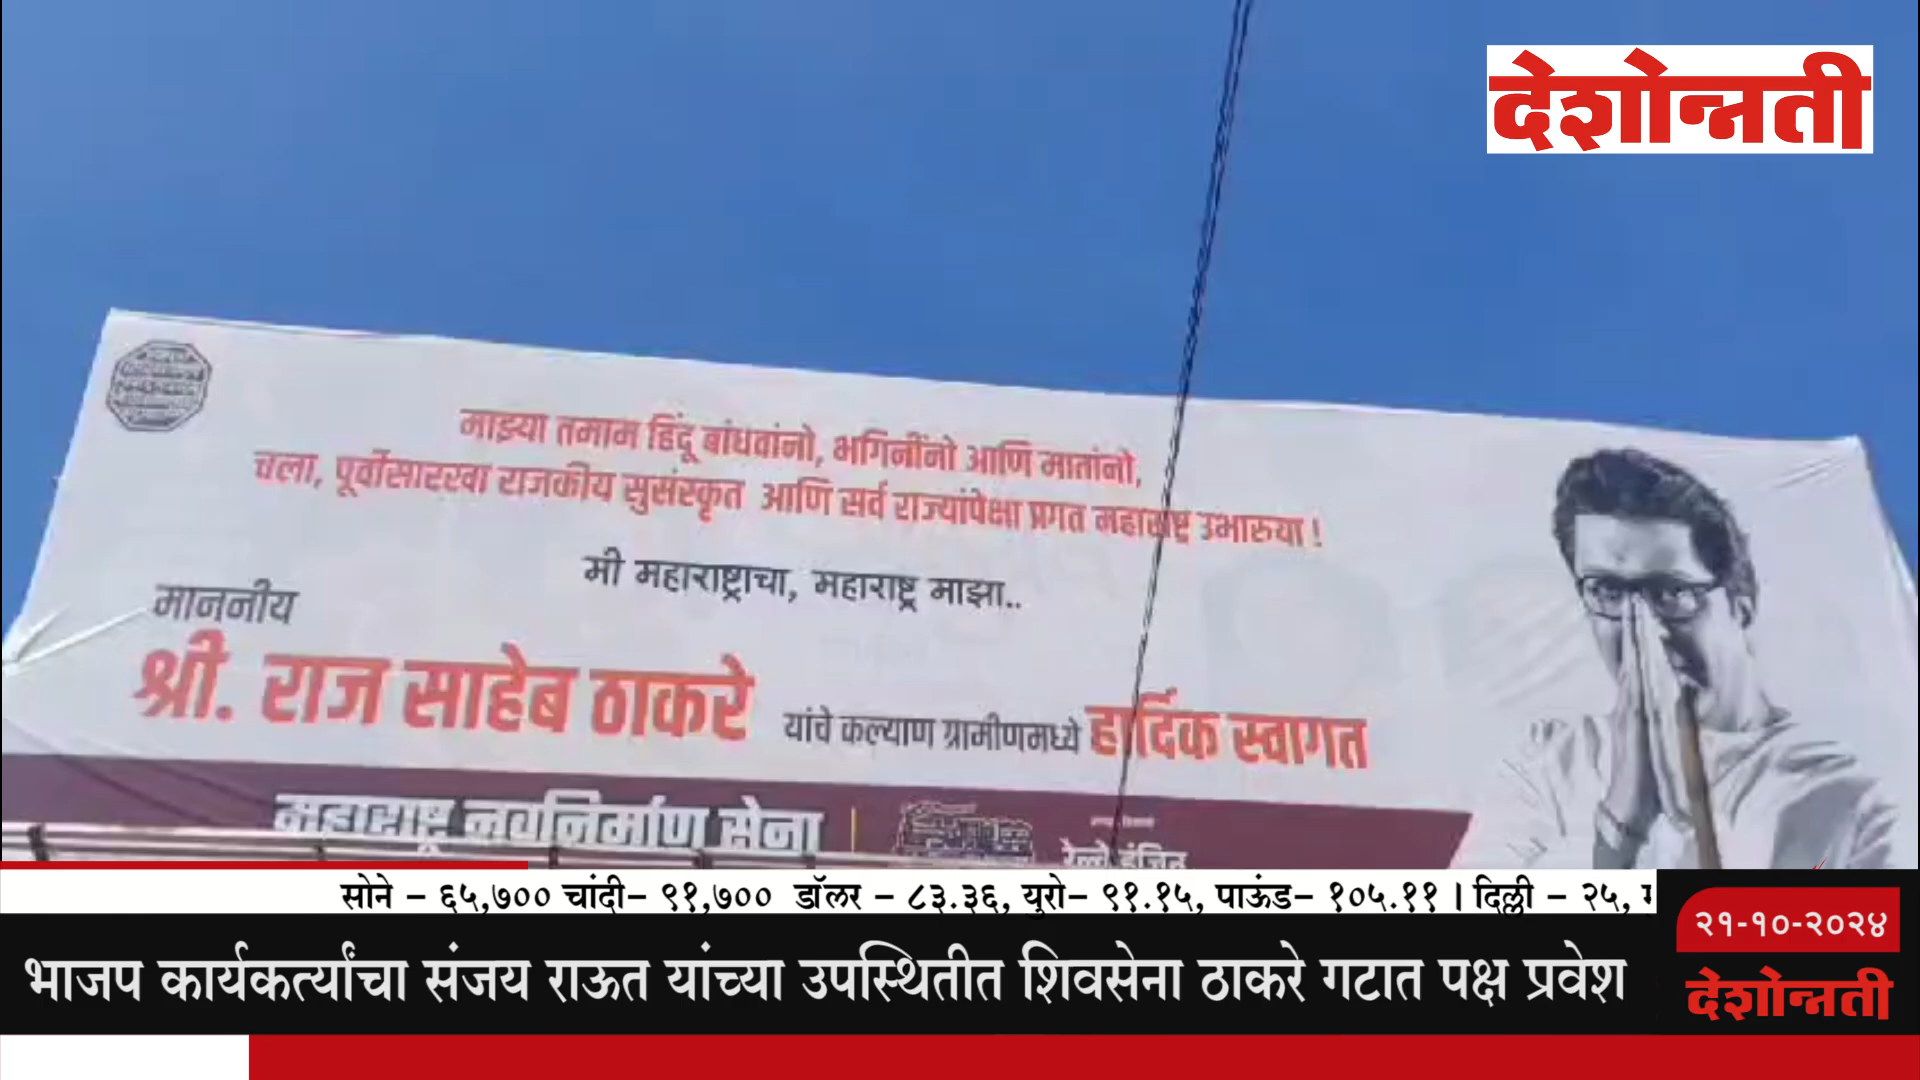 देशोन्नती
माझ्या तमाम हिंदू बांधवांनो, भगिनींनो आणि मातांनो,
चला, पूर्वीसारखा राजकीय सुसंस्कृत आणि सर्व राज्यांपेक्षा प्रगत महाराष्ट्र उभारुया !
मी महाराष्ट्राचा, महाराष्ट्र माझा..
माननीय
श्री. राज साहेब ठाकरे यांचे कल्याण ग्रामीणमध्ये हार्दिक स्वागत
महाराष्ट्र नवनिर्माण सेना
रेल्वे इंजिन
सोने – ६५,७०० चांदी– ९१,७०० डॉलर – ८३.३६, युरो– ९१.१५, पाऊंड– १०५.११ । दिल्ली – २५,
२१-१०-२०२४
भाजप कार्यकर्त्यांचा संजय राऊत यांच्या उपस्थितीत शिवसेना ठाकरे गटात पक्ष प्रवेश
देशोन्नती